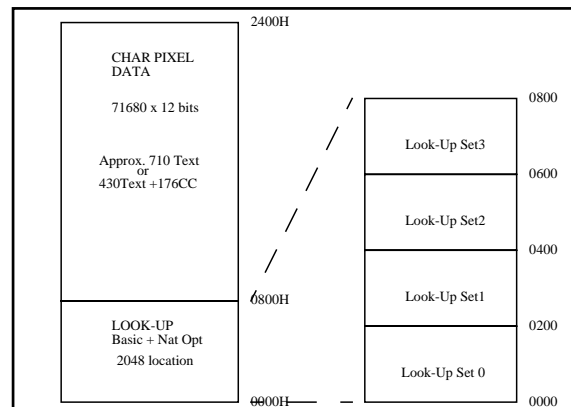 2400H
CHAR PIXEL
DATA
71680 x 12 bits
Approx. 710 Text
or
430Text +176CC
0800H
LOOK-UP
Basic + Nat Opt
2048 location
0000H
0800
Look-Up Set3
0600
Look-Up Set2
0400
Look-Up Set1
0200
Look-Up Set 0
0000